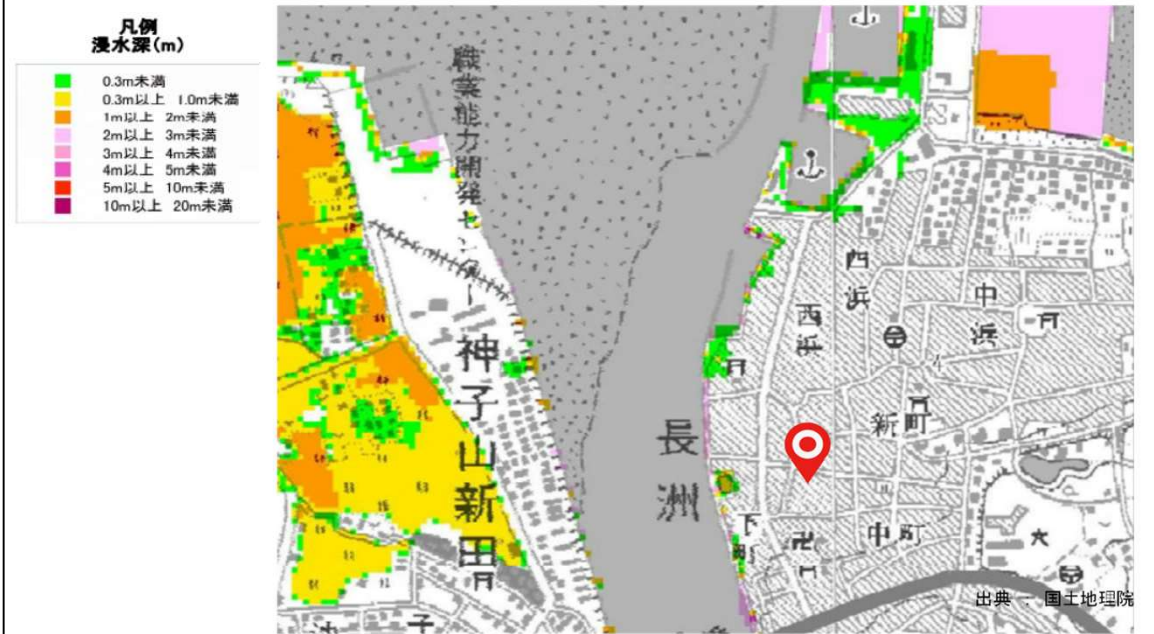 凡例
浸水深(m)
0.3m未満
0.3m以上 1.0m未満
1m以上 2m未満
2m以上 3m未満
3m以上 4m未満
4m以上 5m未満
5m以上 10m未満
10m以上 20m未満
職業能力開発センター
神子山新田
長洲
西浜
西浜
中浜
新町
下町
中町
出典 : 国土地理院